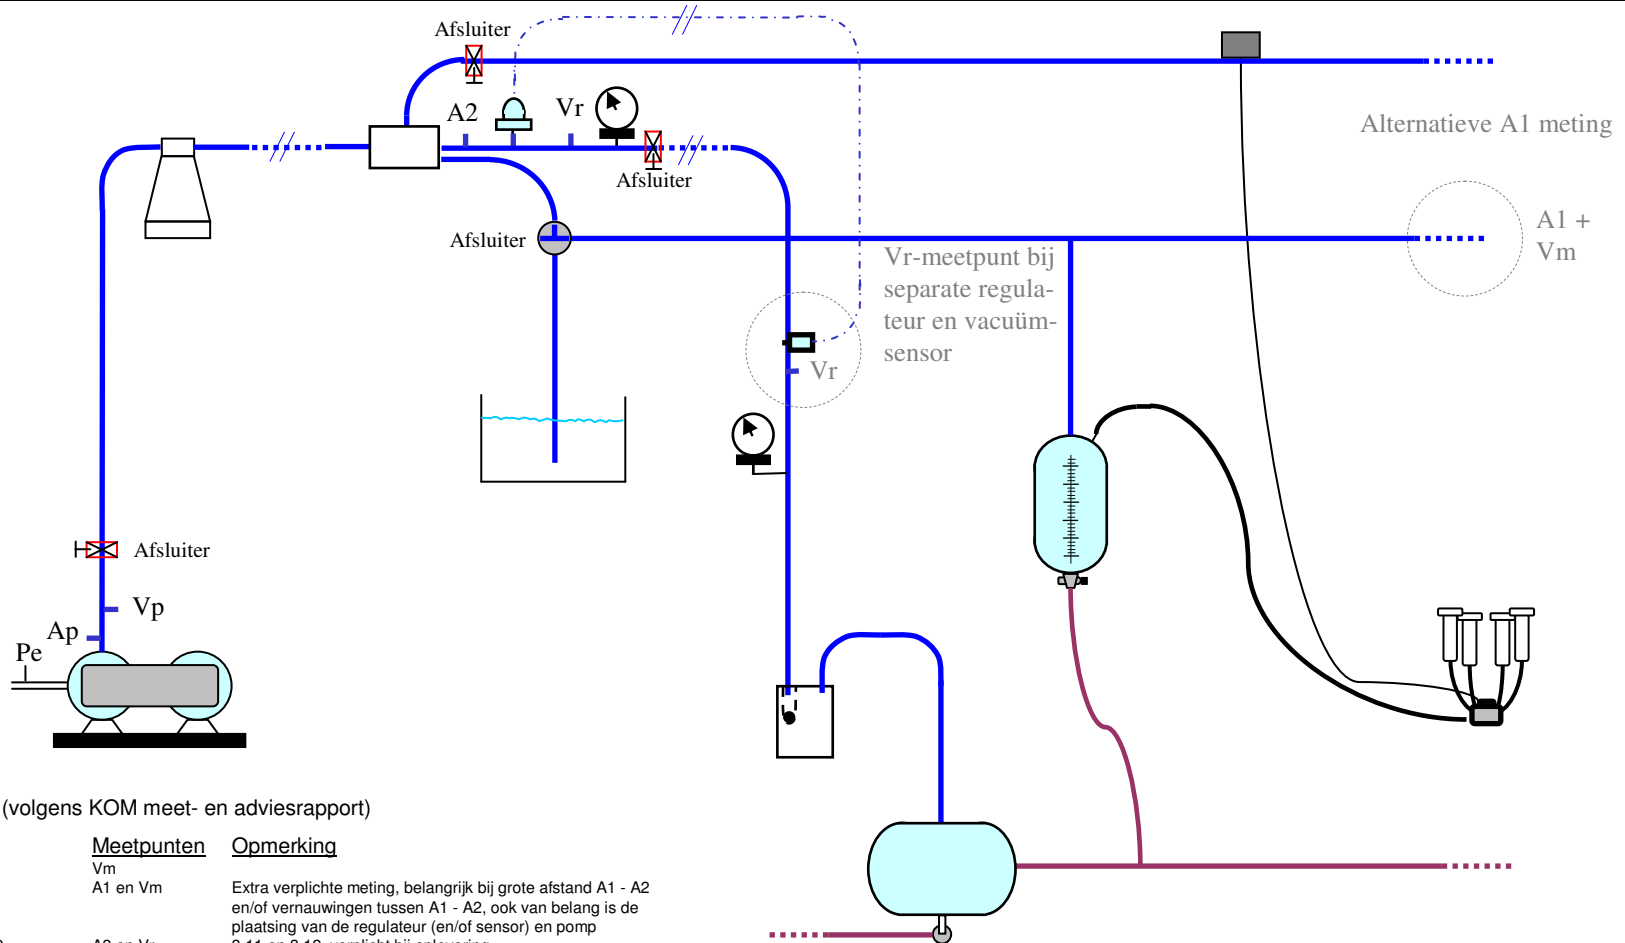 Afsluiter
A2
Vr
Alternatieve A1 meting
Afsluiter
A1 +
Vm
Afsluiter
Vr-meetpunt bij
separate regula-
teur en vacuüm-
sensor
Vr
Afsluiter
Vp
Ap
Pe
(volgens KOM meet- en adviesrapport)
Meetpunten Opmerking
Vm
A1 en Vm Extra verplichte meting, belangrijk bij grote afstand A1 - A2
en/of vernauwingen tussen A1 - A2, ook van belang is de
plaatsing van de regulateur (en/of sensor) en pomp